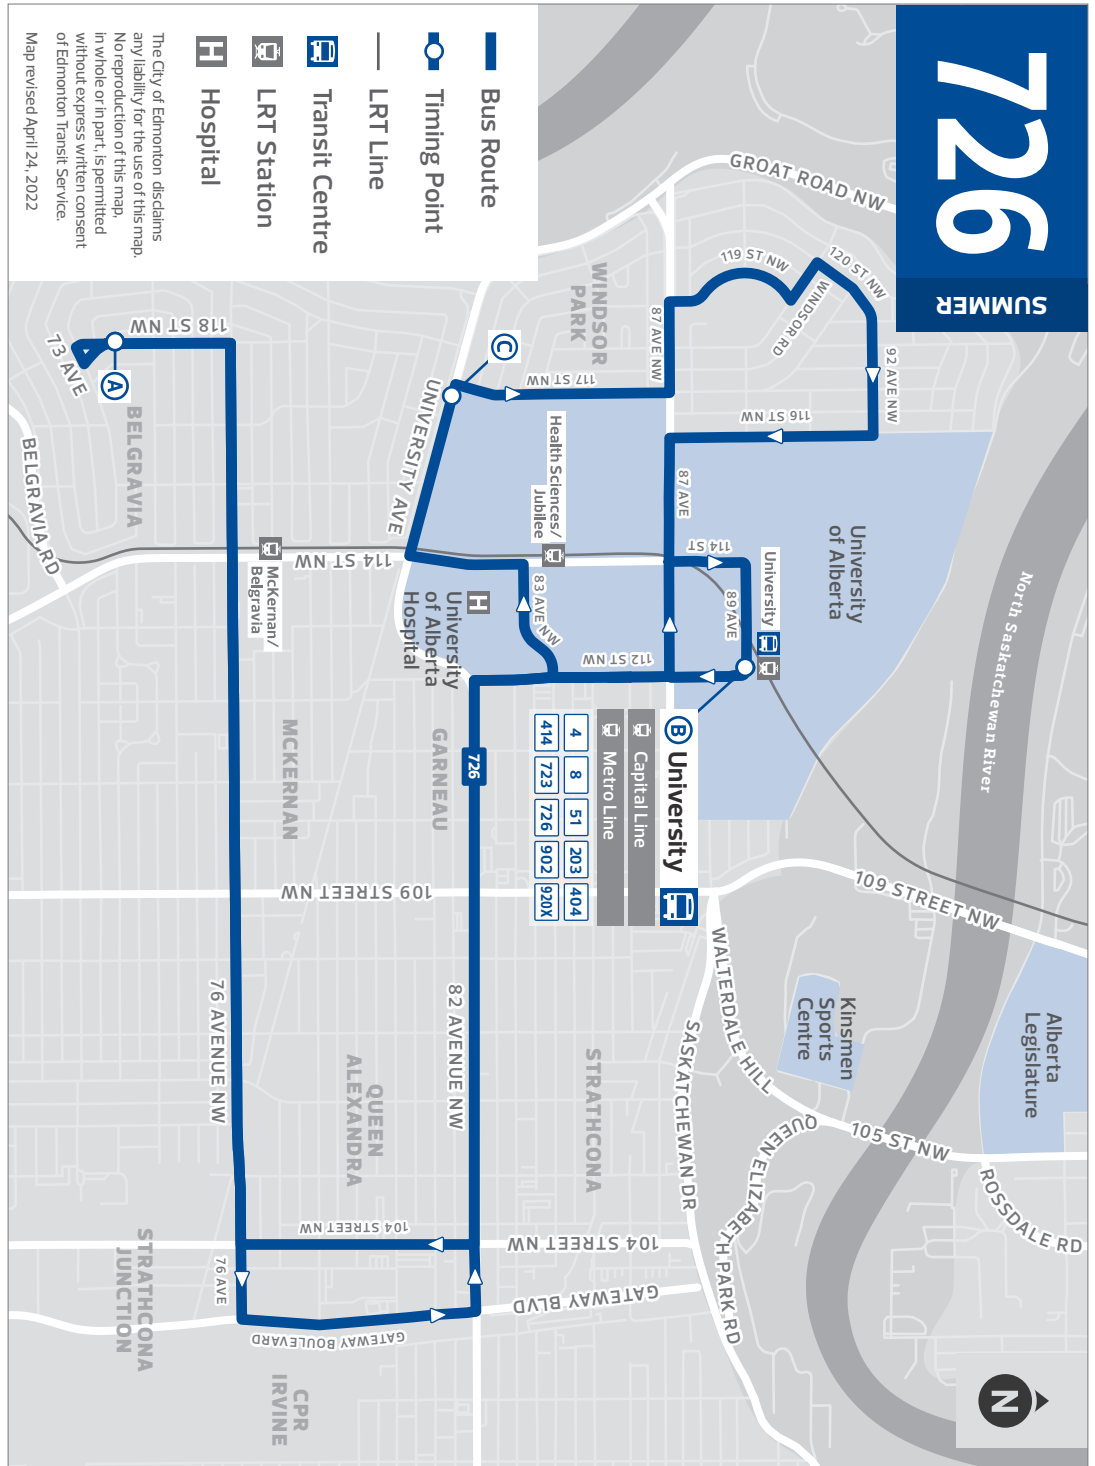 726
SUMMER
Bus Route
Timing Point
LRT Line
Transit Centre
LRT Station
H
Hospital
The City of Edmonton disclaims
any liability for the use of this map.
No reproduction of this map,
in whole or in part, is permitted
without express written consent
of Edmonton Transit Service.
Map revised April 24, 2022
GROAT ROAD NW
119 ST NW
120 ST NW
WINDSOR RD
92 AVE NW
116 ST NW
WINDSOR
PARK
87 AVE NW
117 ST NW
C
UNIVERSITY AVE
118 ST NW
73 AVE
A
BELGRAVIA
BELGRAVIA RD
Health Sciences/
Jubilee
87 AVE
114 ST
University
89 AVE
University
of Alberta
North Saskatchewan River
114 ST NW
McKernan/
Belgravia
H
University
of Alberta
Hospital
83 AVE NW
112 ST NW
B University
Capital Line
Metro Line
4
8
51
203
404
414
723
726
902
920X
726
GARNEAU
MCKERNAN
109 STREET NW
109 STREET NW
WALTERDALE HILL
SASKATCHEWAN DR
Kinsmen
Sports
Centre
Alberta
Legislature
76 AVENUE NW
82 AVENUE NW
QUEEN
ALEXANDRA
STRATHCONA
QUEEN ELIZABETH PARK RD
105 ST NW
ROSSDALE RD
104 STREET NW
104 STREET NW
76 AVE
GATEWAY BLVD
GATEWAY BOULEVARD
STRATHCONA
JUNCTION
CPR
IRVINE
N